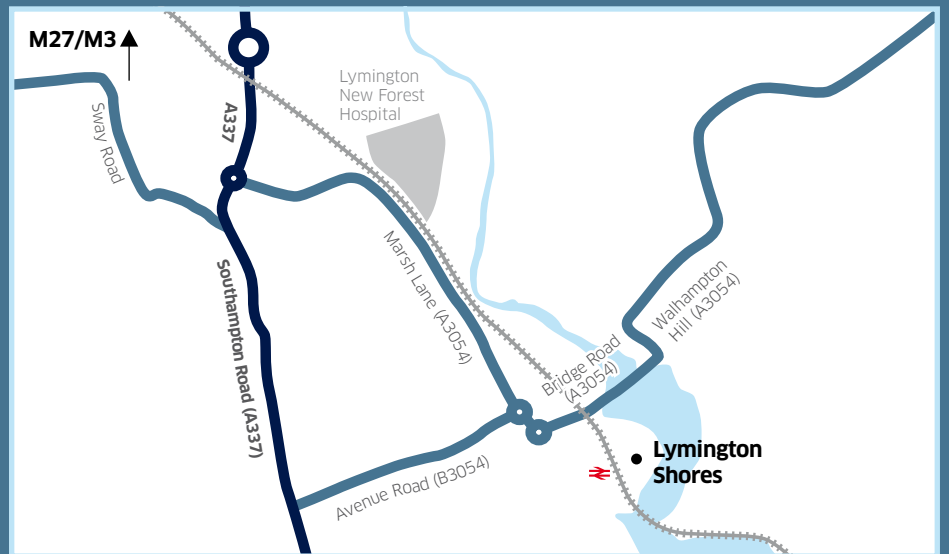 M27/M3
Lymington
New Forest
Hospital
A337
Sway Road
Marsh Lane (A3054)
Walhampton
Hill (A3054)
Southampton Road (A337)
Bridge Road
(A3054)
Avenue Road (B3054)
Lymington
Shores